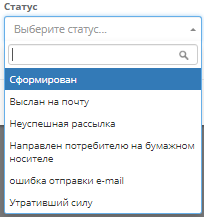 Статус
Выберите статус...
Сформирован
Выслан на почту
Неуспешная рассылка
Направлен потребителю на бумажном
носителе
ошибка отправки e-mail
Утративший силу